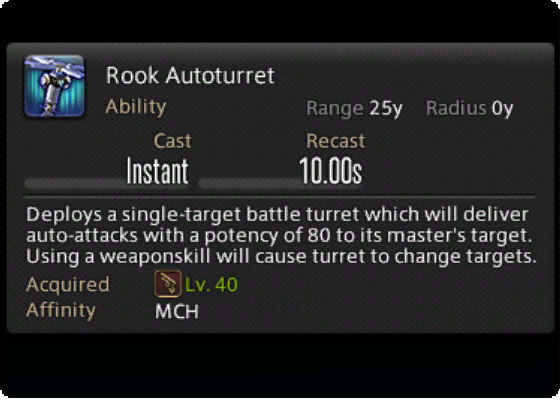 Rook Autoturret
Ability Range 25y Radius 0y
Cast Recast
Instant 10.00s
Deploys a single-target battle turret which will deliver
auto-attacks with a potency of 80 to its master's target.
Using a weaponskill will cause turret to change targets.
Acquired Lv. 40
Affinity MCH